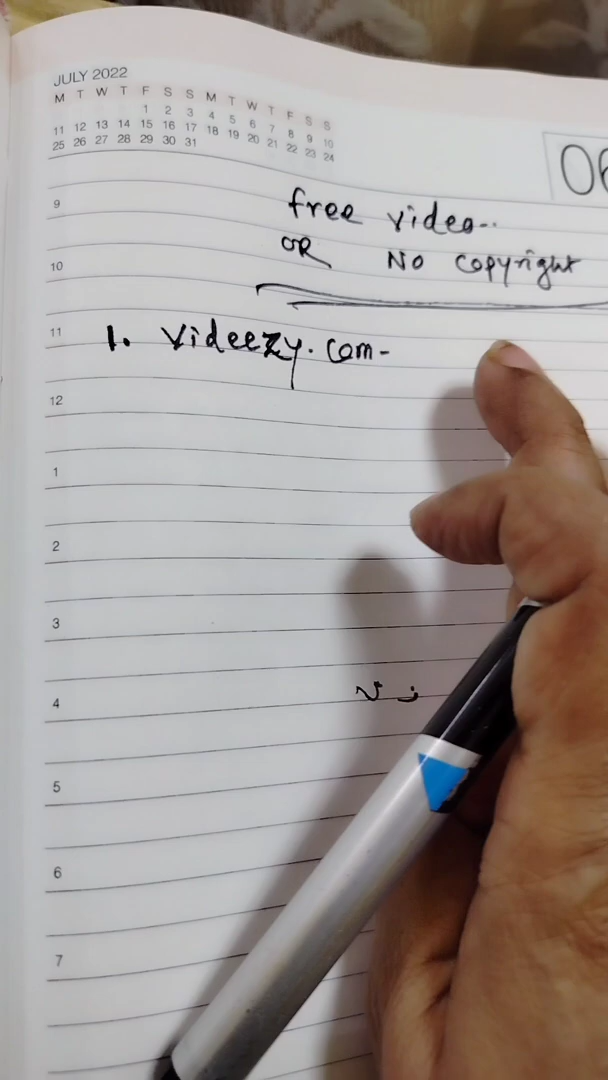 JULY 2022
M T W T F S S M T W T F S S
1 2 3 4 5 6 7 8 9 10
11 12 13 14 15 16 17 18 19 20 21 22 23 24
25 26 27 28 29 30 31
06
9
free video..
OR No copyright
10
11
1. Videezy.com-
12
1
2
3
4
5
6
7